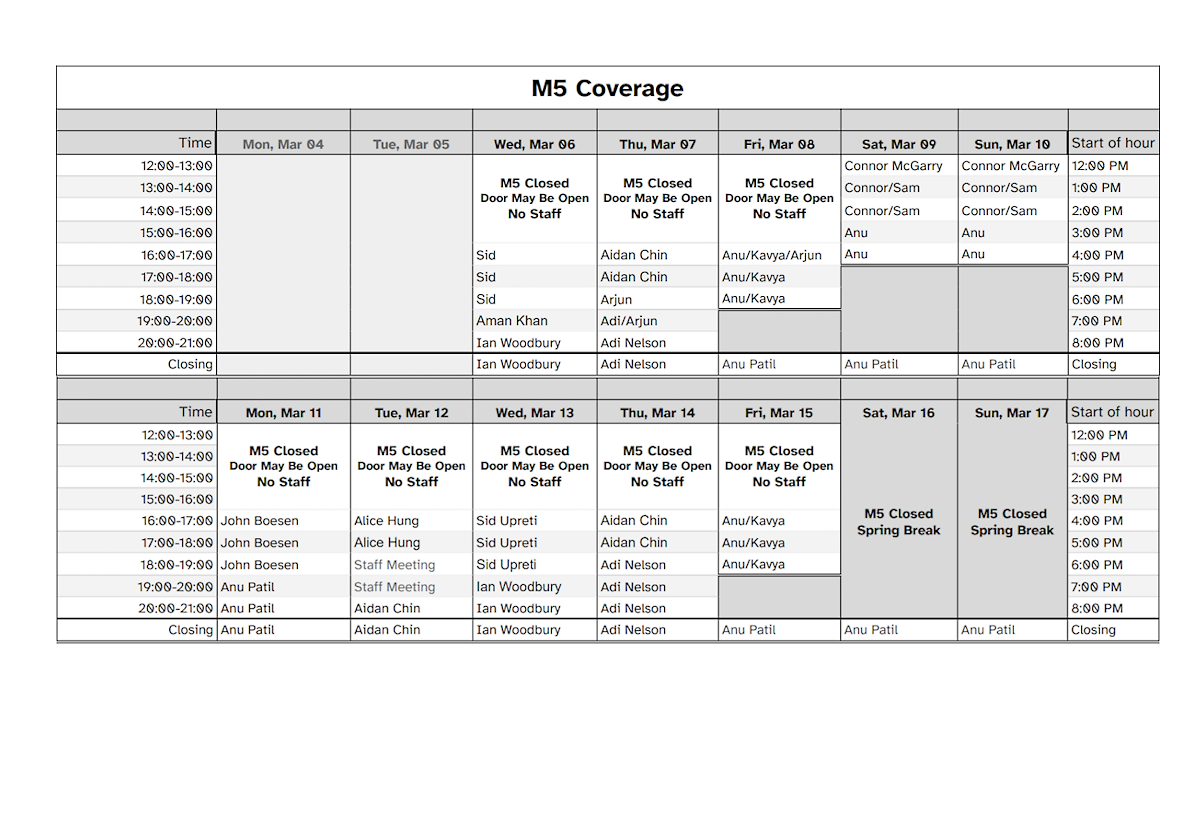 M5 Coverage
Time Mon, Mar 04 Tue, Mar 05 Wed, Mar 06 Thu, Mar 07 Fri, Mar 08 Sat, Mar 09 Sun, Mar 10 Start of hour
12:00-13:00 Connor McGarry Connor McGarry 12:00 PM
M5 Closed M5 Closed M5 Closed
13:00-14:00 Connor/Sam Connor/Sam 1:00 PM
Door May Be Open Door May Be Open Door May Be Open
14:00-15:00 No Staff No Staff No Staff Connor/Sam Connor/Sam 2:00 PM
15:00-16:00 Anu Anu 3:00 PM
16:00-17:00 Sid Aidan Chin Anu/Kavya/Arjun Anu Anu 4:00 PM
17:00-18:00 Sid Aidan Chin Anu/Kavya 5:00 PM
18:00-19:00 Sid Arjun Anu/Kavya 6:00 PM
19:00-20:00 Aman Khan Adi/Arjun 7:00 PM
20:00-21:00 Ian Woodbury Adi Nelson 8:00 PM
Closing Ian Woodbury Adi Nelson Anu Patil Anu Patil Anu Patil Closing
Time Mon, Mar 11 Tue, Mar 12 Wed, Mar 13 Thu, Mar 14 Fri, Mar 15 Sat, Mar 16 Sun, Mar 17 Start of hour
12:00-13:00 12:00 PM
M5 Closed M5 Closed M5 Closed M5 Closed M5 Closed
13:00-14:00 1:00 PM
Door May Be Open Door May Be Open Door May Be Open Door May Be Open Door May Be Open
14:00-15:00 No Staff No Staff No Staff No Staff No Staff 2:00 PM
15:00-16:00 3:00 PM
M5 Closed M5 Closed
16:00-17:00 John Boesen Alice Hung Sid Upreti Aidan Chin Anu/Kavya 4:00 PM
Spring Break Spring Break
17:00-18:00 John Boesen Alice Hung Sid Upreti Aidan Chin Anu/Kavya 5:00 PM
18:00-19:00 John Boesen Staff Meeting Sid Upreti Adi Nelson Anu/Kavya 6:00 PM
19:00-20:00 Anu Patil Staff Meeting Ian Woodbury Adi Nelson 7:00 PM
20:00-21:00 Anu Patil Aidan Chin Ian Woodbury Adi Nelson 8:00 PM
Closing Anu Patil Aidan Chin Ian Woodbury Adi Nelson Anu Patil Anu Patil Anu Patil Closing